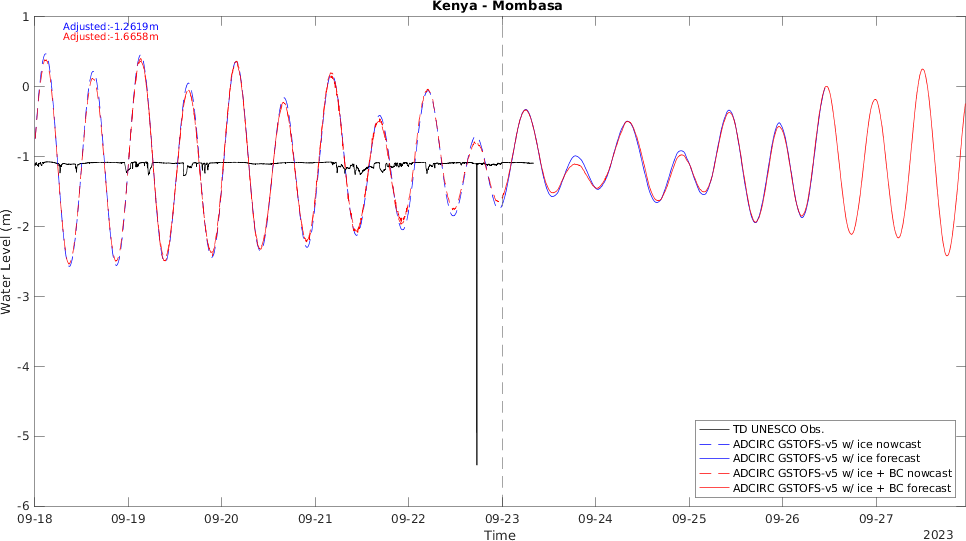 Kenya - Mombasa
Adjusted:-1.2619m
Adjusted:-1.6658m
1
0
-1
-2
-3
-4
-5
-6
Water Level (m)
TD UNESCO Obs.
ADCIRC GSTOFS-v5 w/ ice nowcast
ADCIRC GSTOFS-v5 w/ ice forecast
ADCIRC GSTOFS-v5 w/ ice + BC nowcast
ADCIRC GSTOFS-v5 w/ ice + BC forecast
09-18 09-19 09-20 09-21 09-22 09-23 09-24 09-25 09-26 09-27
Time
2023